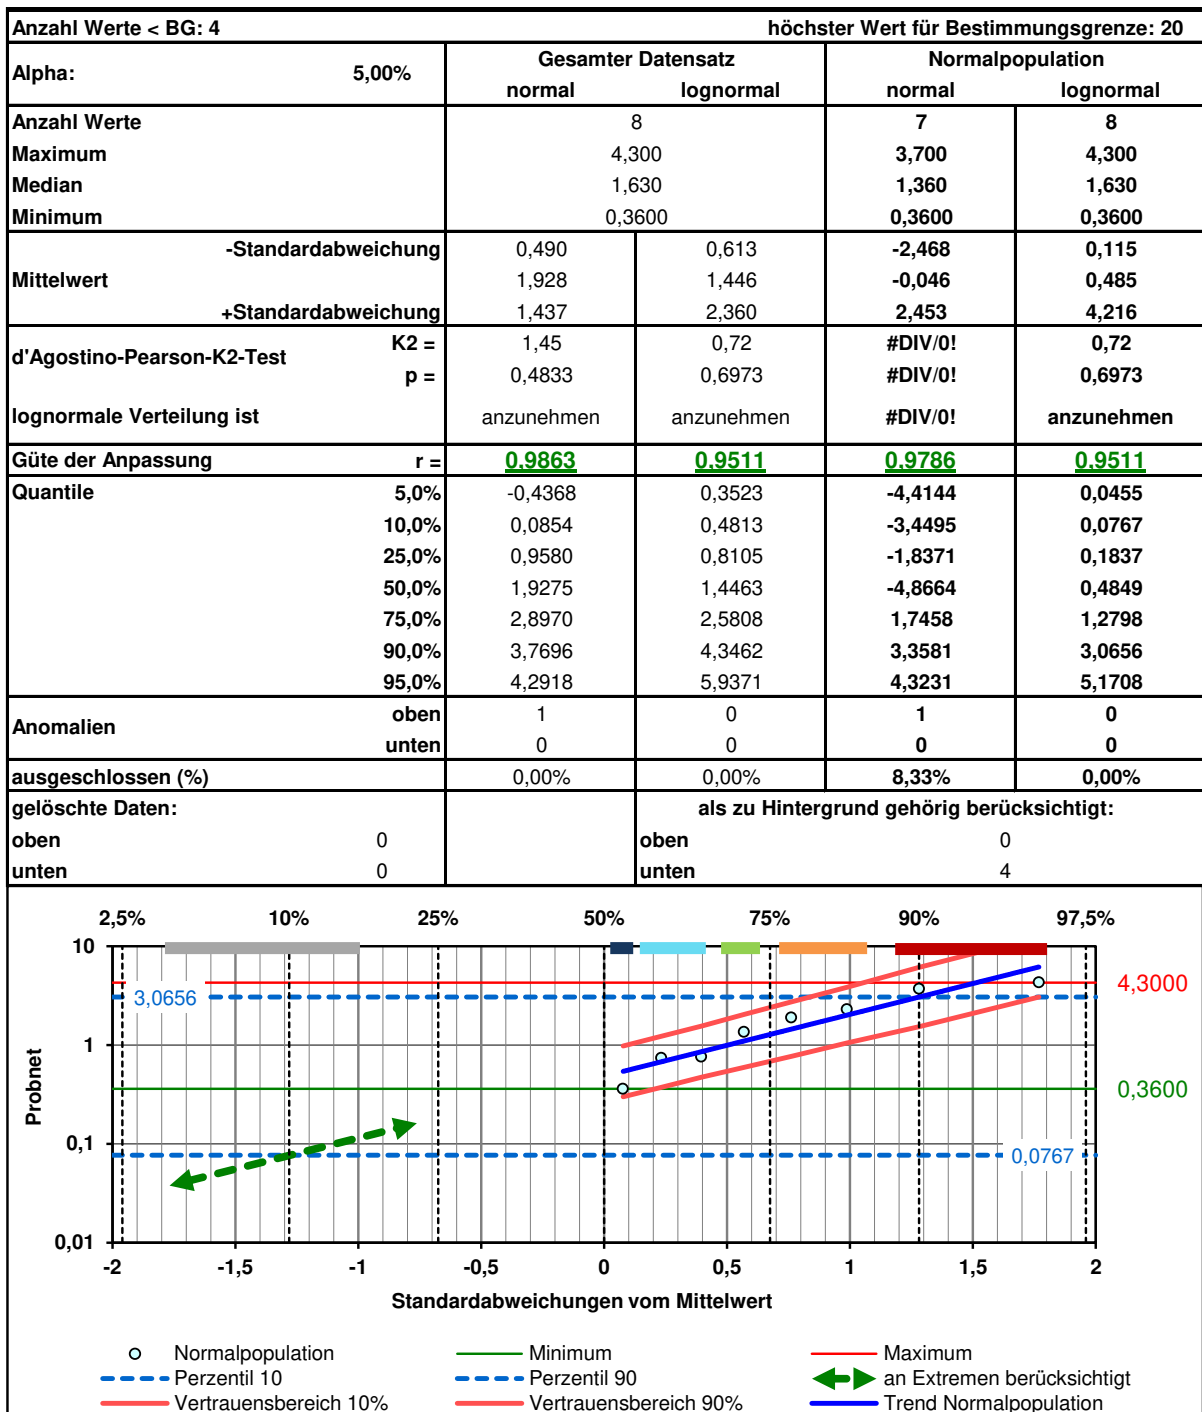 Anzahl Werte < BG: 4 höchster Wert für Bestimmungsgrenze: 20
Alpha: 5,00% Gesamter Datensatz Normalpopulation
normal lognormal normal lognormal
Anzahl Werte 8 7 8
Maximum 4,300 3,700 4,300
Median 1,630 1,360 1,630
Minimum 0,3600 0,3600 0,3600
-Standardabweichung 0,490 0,613 -2,468 0,115
Mittelwert 1,928 1,446 -0,046 0,485
+Standardabweichung 1,437 2,360 2,453 4,216
d'Agostino-Pearson-K2-Test K2 = 1,45 0,72 #DIV/0! 0,72
p = 0,4833 0,6973 #DIV/0! 0,6973
lognormale Verteilung ist anzunehmen anzunehmen #DIV/0! anzunehmen
Güte der Anpassung r = 0,9863 0,9511 0,9786 0,9511
Quantile 5,0% -0,4368 0,3523 -4,4144 0,0455
10,0% 0,0854 0,4813 -3,4495 0,0767
25,0% 0,9580 0,8105 -1,8371 0,1837
50,0% 1,9275 1,4463 -4,8664 0,4849
75,0% 2,8970 2,5808 1,7458 1,2798
90,0% 3,7696 4,3462 3,3581 3,0656
95,0% 4,2918 5,9371 4,3231 5,1708
Anomalien oben 1 0 1 0
unten 0 0 0 0
ausgeschlossen (%) 0,00% 0,00% 8,33% 0,00%
gelöschte Daten: als zu Hintergrund gehörig berücksichtigt:
oben 0 oben 0
unten 0 unten 4
2,5% 10% 25% 50% 75% 90% 97,5%
10
3,0656 4,3000
1
0,3600
0,1
0,0767
0,01
Probnet
-2 -1,5 -1 -0,5 0 0,5 1 1,5 2
Standardabweichungen vom Mittelwert
Normalpopulation Minimum Maximum
Perzentil 10 Perzentil 90 an Extremen berücksichtigt
Vertrauensbereich 10% Vertrauensbereich 90% Trend Normalpopulation